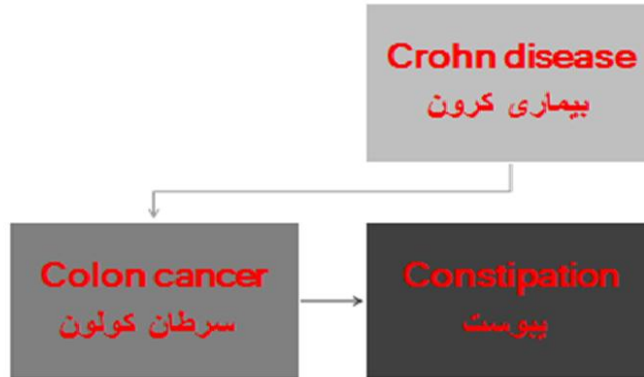 Crohn disease
بیماری کرون
Colon cancer
سرطان کولون
Constipation
یبوست